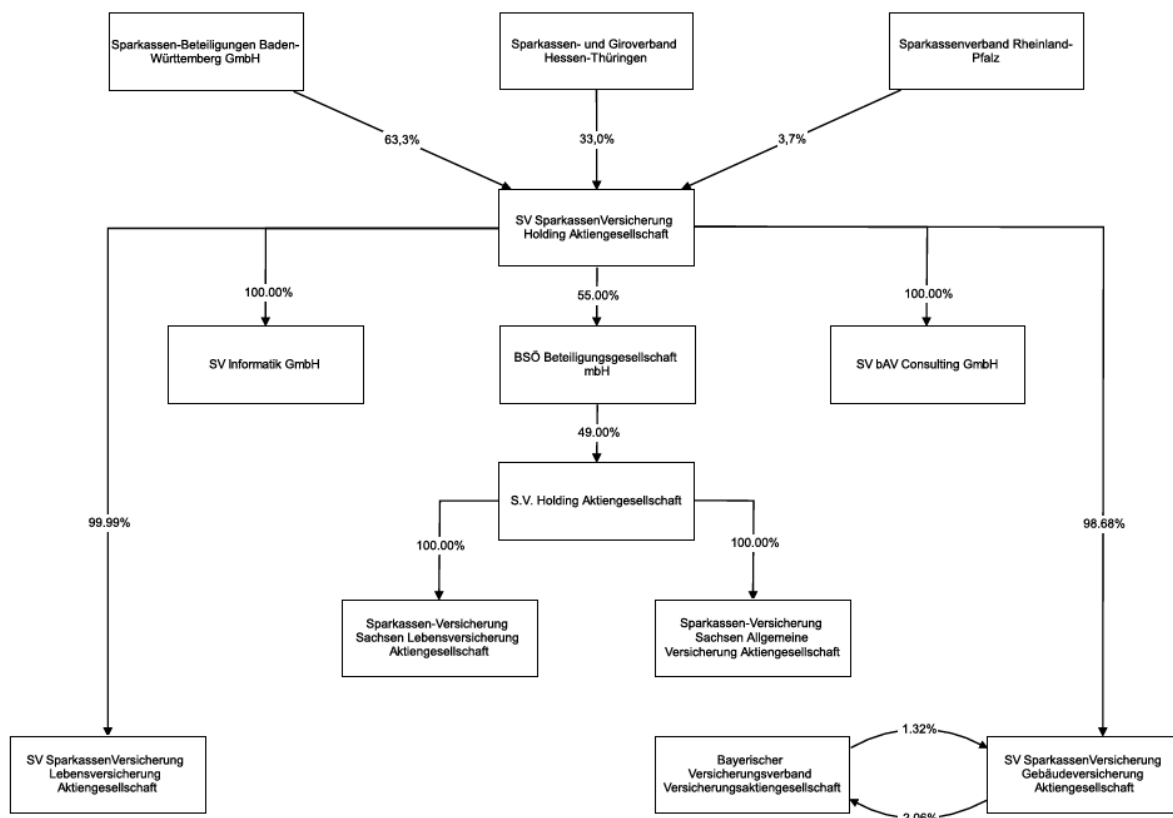 Sparkassen-Beteiligungen Baden-
Württemberg GmbH
Sparkassen- und Giroverband
Hessen-Thüringen
Sparkassenverband Rheinland-
Pfalz
63,3%
33,0%
3,7%
SV SparkassenVersicherung
Holding Aktiengesellschaft
100.00%
55.00%
100.00%
SV Informatik GmbH
BSÖ Beteiligungsgesellschaft
mbH
SV bAV Consulting GmbH
49.00%
S.V. Holding Aktiengesellschaft
99.99%
98.68%
100.00%
100.00%
Sparkassen-Versicherung
Sachsen Lebensversicherung
Aktiengesellschaft
Sparkassen-Versicherung
Sachsen Allgemeine
Versicherung Aktiengesellschaft
1.32%
SV SparkassenVersicherung
Lebensversicherung
Aktiengesellschaft
Bayerischer
Versicherungsverband
Versicherungsaktiengesellschaft
SV SparkassenVersicherung
Gebäudeversicherung
Aktiengesellschaft